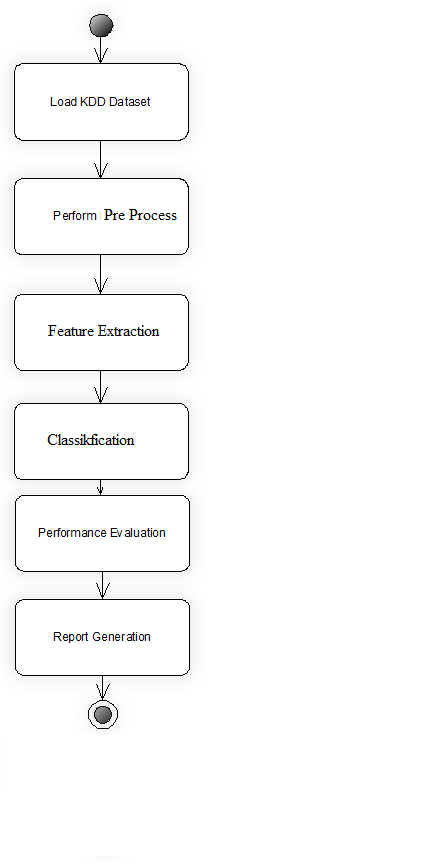 Load KDD Dataset
Perform Pre Process
Feature Extraction
Classikfication
Performance Evaluation
Report Generation